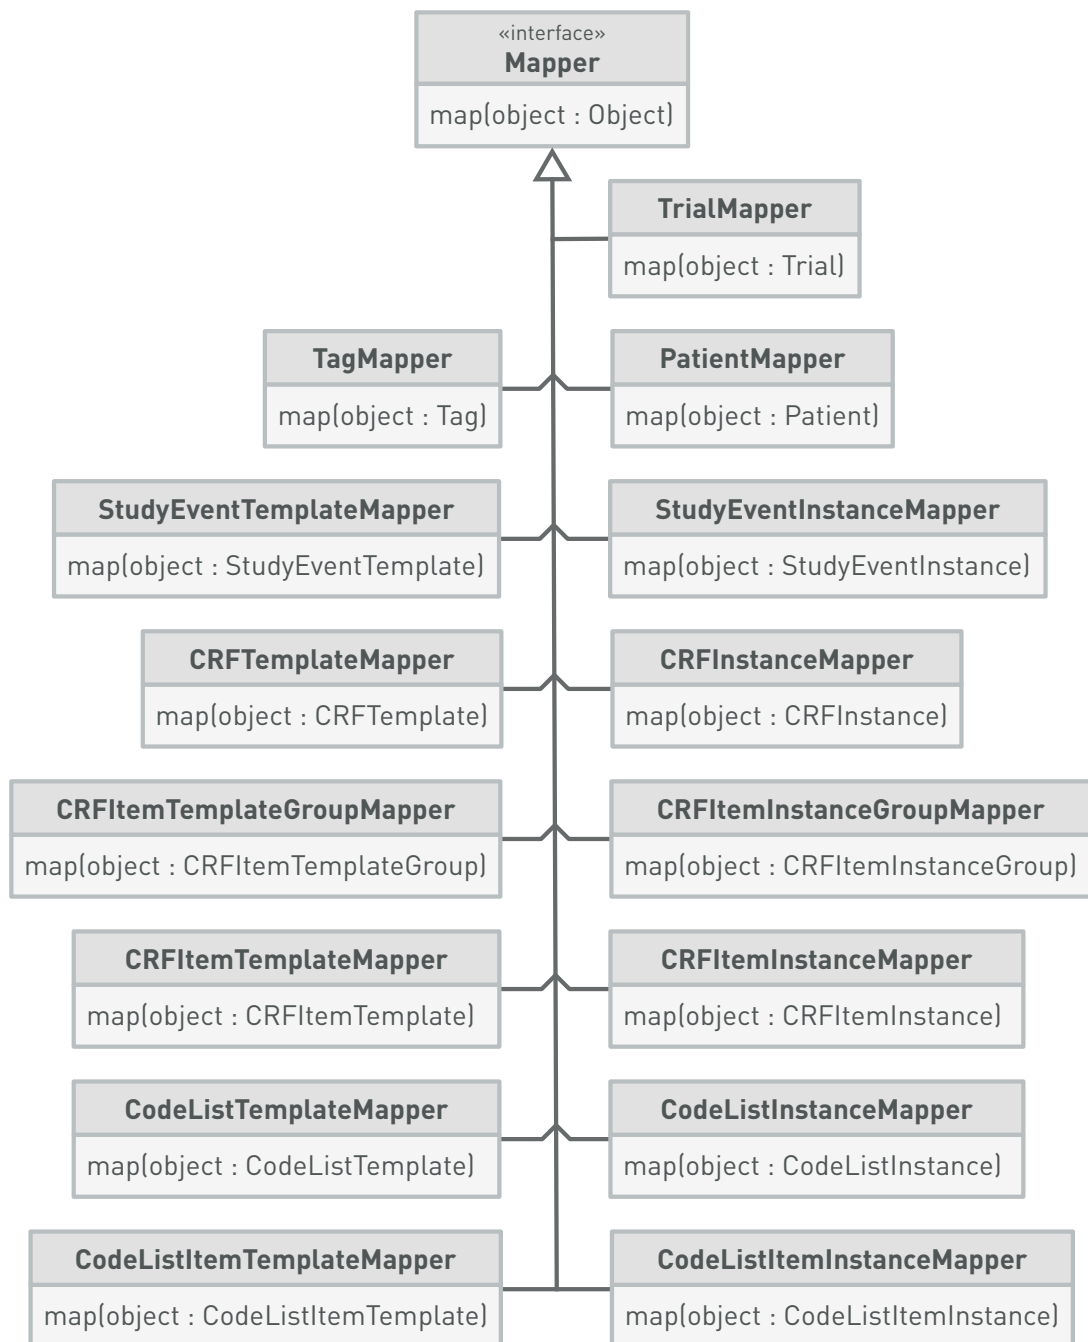 «interface»
Mapper
map(object : Object)
TrialMapper
map(object : Trial)
TagMapper
map(object : Tag)
PatientMapper
map(object : Patient)
StudyEventTemplateMapper
map(object : StudyEventTemplate)
StudyEventInstanceMapper
map(object : StudyEventInstance)
CRFTemplateMapper
map(object : CRFTemplate)
CRFInstanceMapper
map(object : CRFInstance)
CRFItemTemplateGroupMapper
map(object : CRFItemTemplateGroup)
CRFItemInstanceGroupMapper
map(object : CRFItemInstanceGroup)
CRFItemTemplateMapper
map(object : CRFItemTemplate)
CRFItemInstanceMapper
map(object : CRFItemInstance)
CodeListTemplateMapper
map(object : CodeListTemplate)
CodeListInstanceMapper
map(object : CodeListInstance)
CodeListItemTemplateMapper
map(object : CodeListItemTemplate)
CodeListItemInstanceMapper
map(object : CodeListItemInstance)